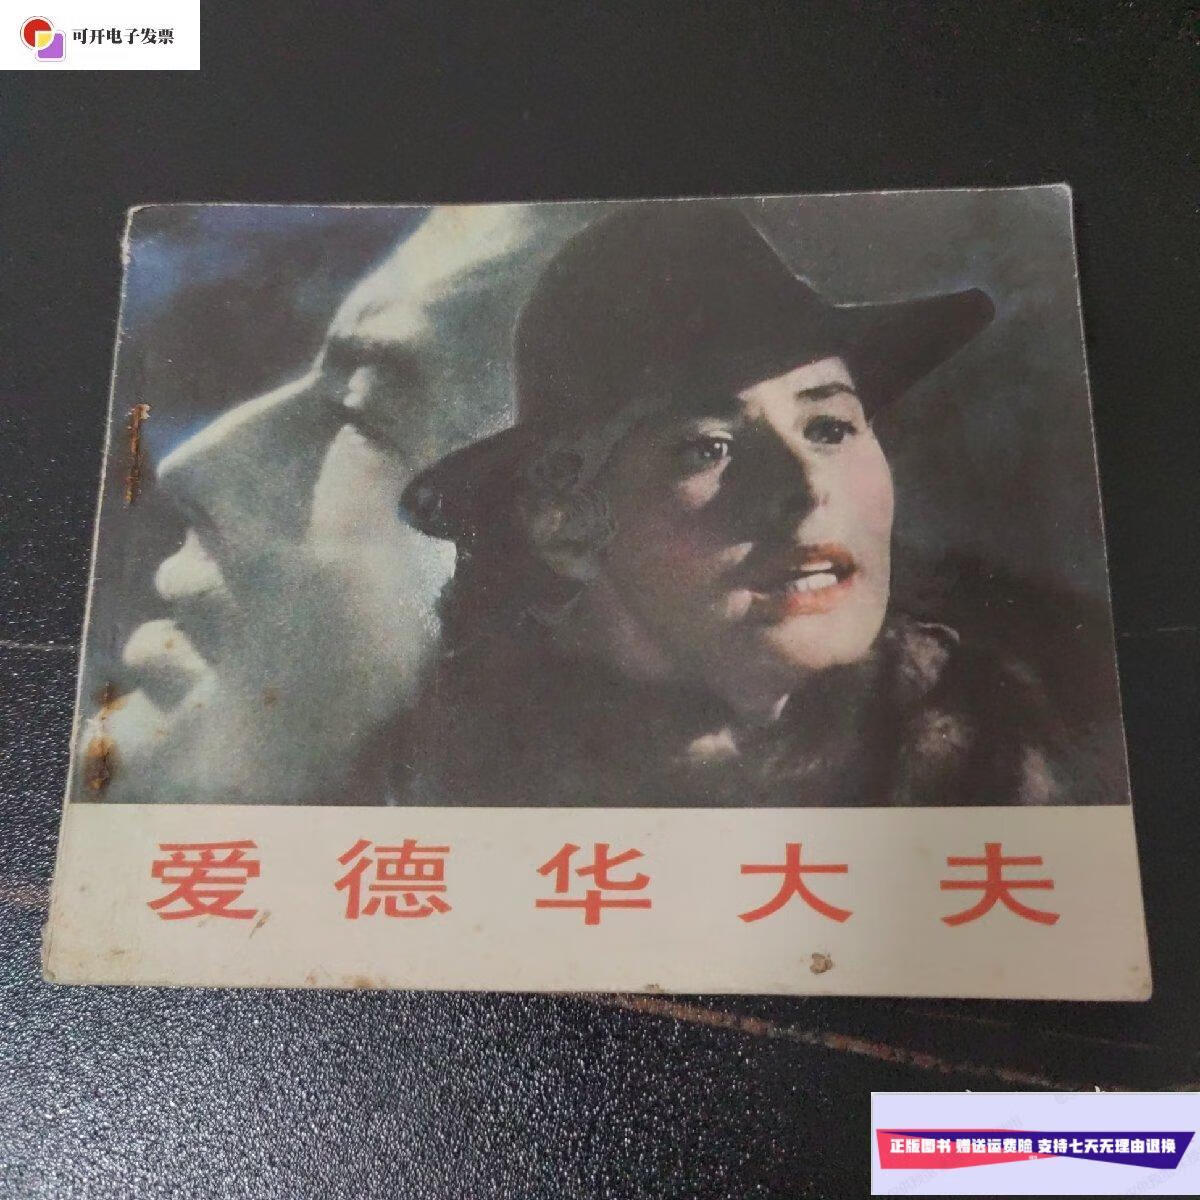 可开电子发票
爱德华大夫
正版图书 赠送运费险 支持七天无理由退换